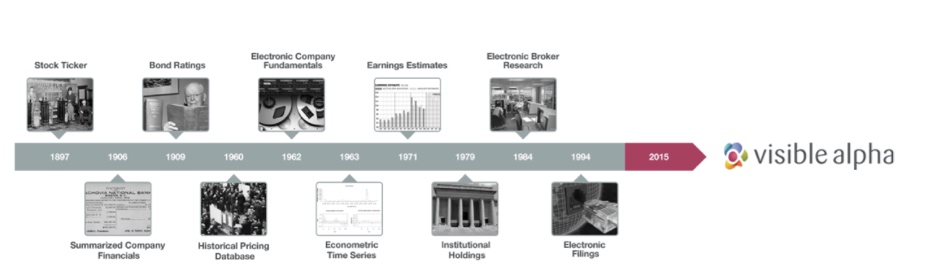 Stock Ticker
Bond Ratings
Electronic Company
Fundamentals
Earnings Estimates
Electronic Broker
Research
1897
1906
1909
1960
1962
1963
1971
1979
1984
1994
2015
visible alpha
Summarized Company
Financials
Historical Pricing
Database
Econometric
Time Series
Institutional
Holdings
Electronic
Filings